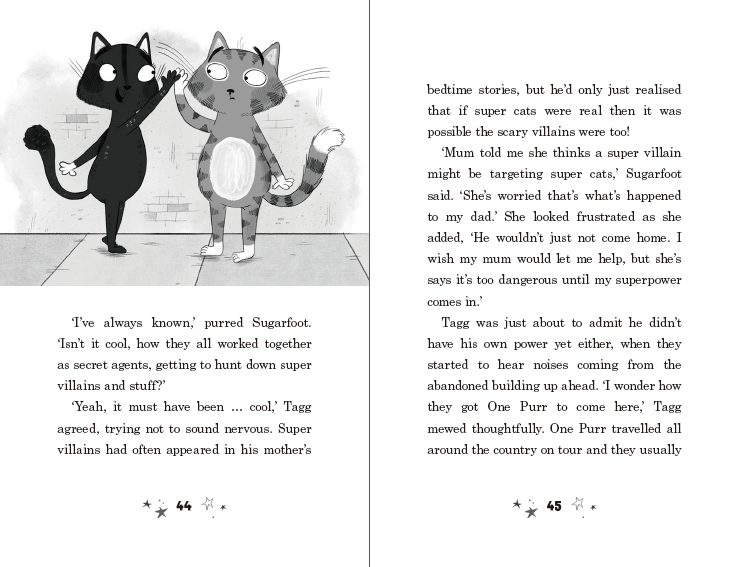 ‘I’ve always known,’ purred Sugarfoot.
‘Isn’t it cool, how they all worked together
as secret agents, getting to hunt down super
villains and stuff?’
‘Yeah, it must have been ... cool,’ Tagg
agreed, trying not to sound nervous. Super
villains had often appeared in his mother’s
44
bedtime stories, but he’d only just realised
that if super cats were real then it was
possible the scary villains were too!
‘Mum told me she thinks a super villain
might be targeting super cats,’ Sugarfoot
said. ‘She’s worried that’s what’s happened
to my dad.’ She looked frustrated as she
added, ‘He wouldn’t just not come home. I
wish my mum would let me help, but she’s
says it’s too dangerous until my superpower
comes in.’
Tagg was just about to admit he didn’t
have his own power yet either, when they
started to hear noises coming from the
abandoned building up ahead. ‘I wonder how
they got One Purr to come here,’ Tagg
mewed thoughtfully. One Purr travelled all
around the country on tour and they usually
45